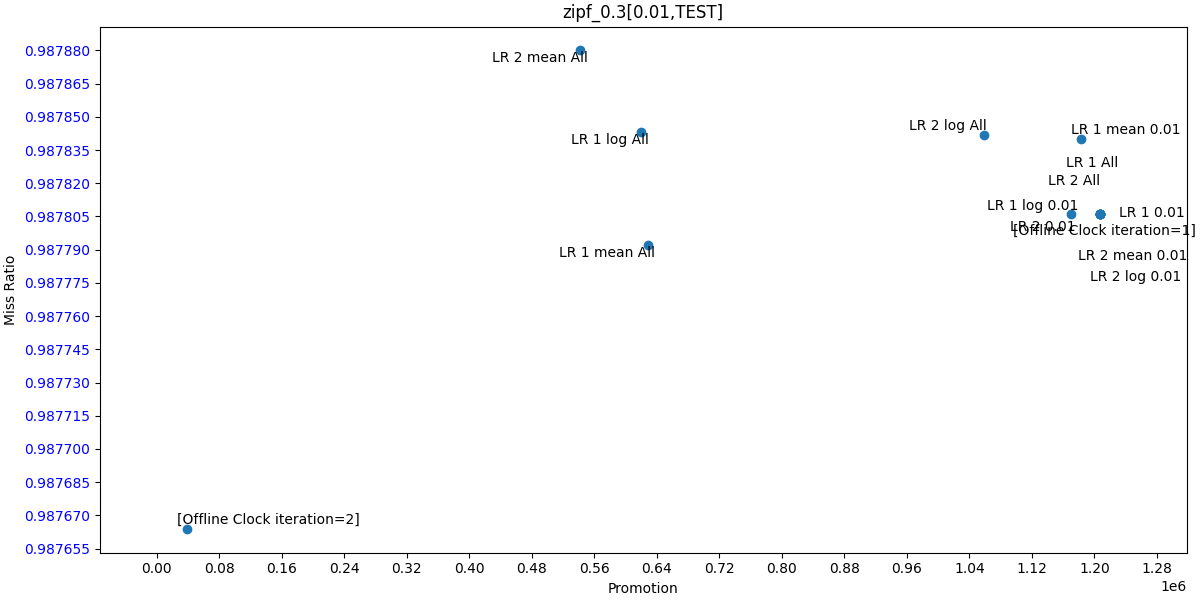 zipf_0.3[0.01,TEST]
0.987880
0.987865
0.987850
0.987835
0.987820
0.987805
0.987790
0.987775
0.987760
0.987745
0.987730
0.987715
0.987700
0.987685
0.987670
0.987655
Miss Ratio
LR 2 mean All
LR 1 log All
LR 2 log All
LR 1 mean 0.01
LR 1 All
LR 2 All
LR 1 log 0.01
LR 1 0.01
LR 2 0.01
[Offline Clock iteration=1]
LR 1 mean All
LR 2 mean 0.01
LR 2 log 0.01
[Offline Clock iteration=2]
0.00 0.08 0.16 0.24 0.32 0.40 0.48 0.56 0.64 0.72 0.80 0.88 0.96 1.04 1.12 1.20 1.28
1e6
Promotion